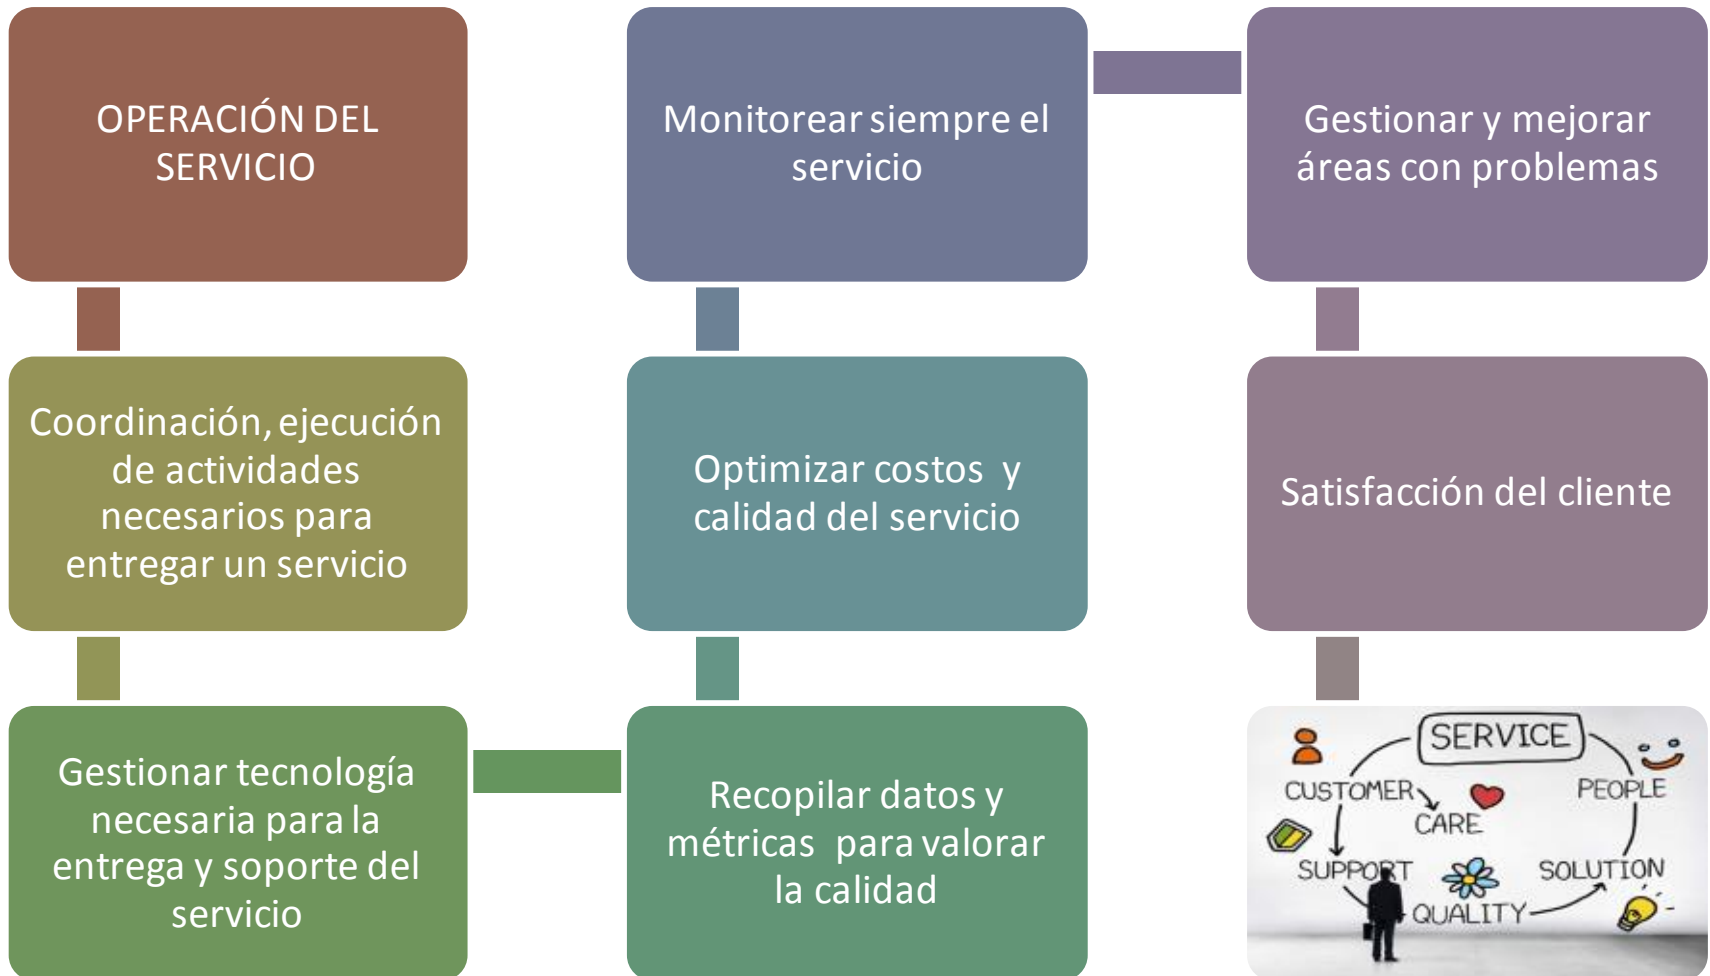 OPERACIÓN DEL
SERVICIO
Coordinación, ejecución
de actividades
necesarios para
entregar un servicio
Gestionar tecnología
necesaria para la
entrega y soporte del
servicio
Recopilar datos y
métricas para valorar
la calidad
Optimizar costos y
calidad del servicio
Monitorear siempre el
servicio
Gestionar y mejorar
áreas con problemas
Satisfacción del cliente
SERVICE
CUSTOMER
PEOPLE
CARE
SUPPORT
SOLUTION
QUALITY